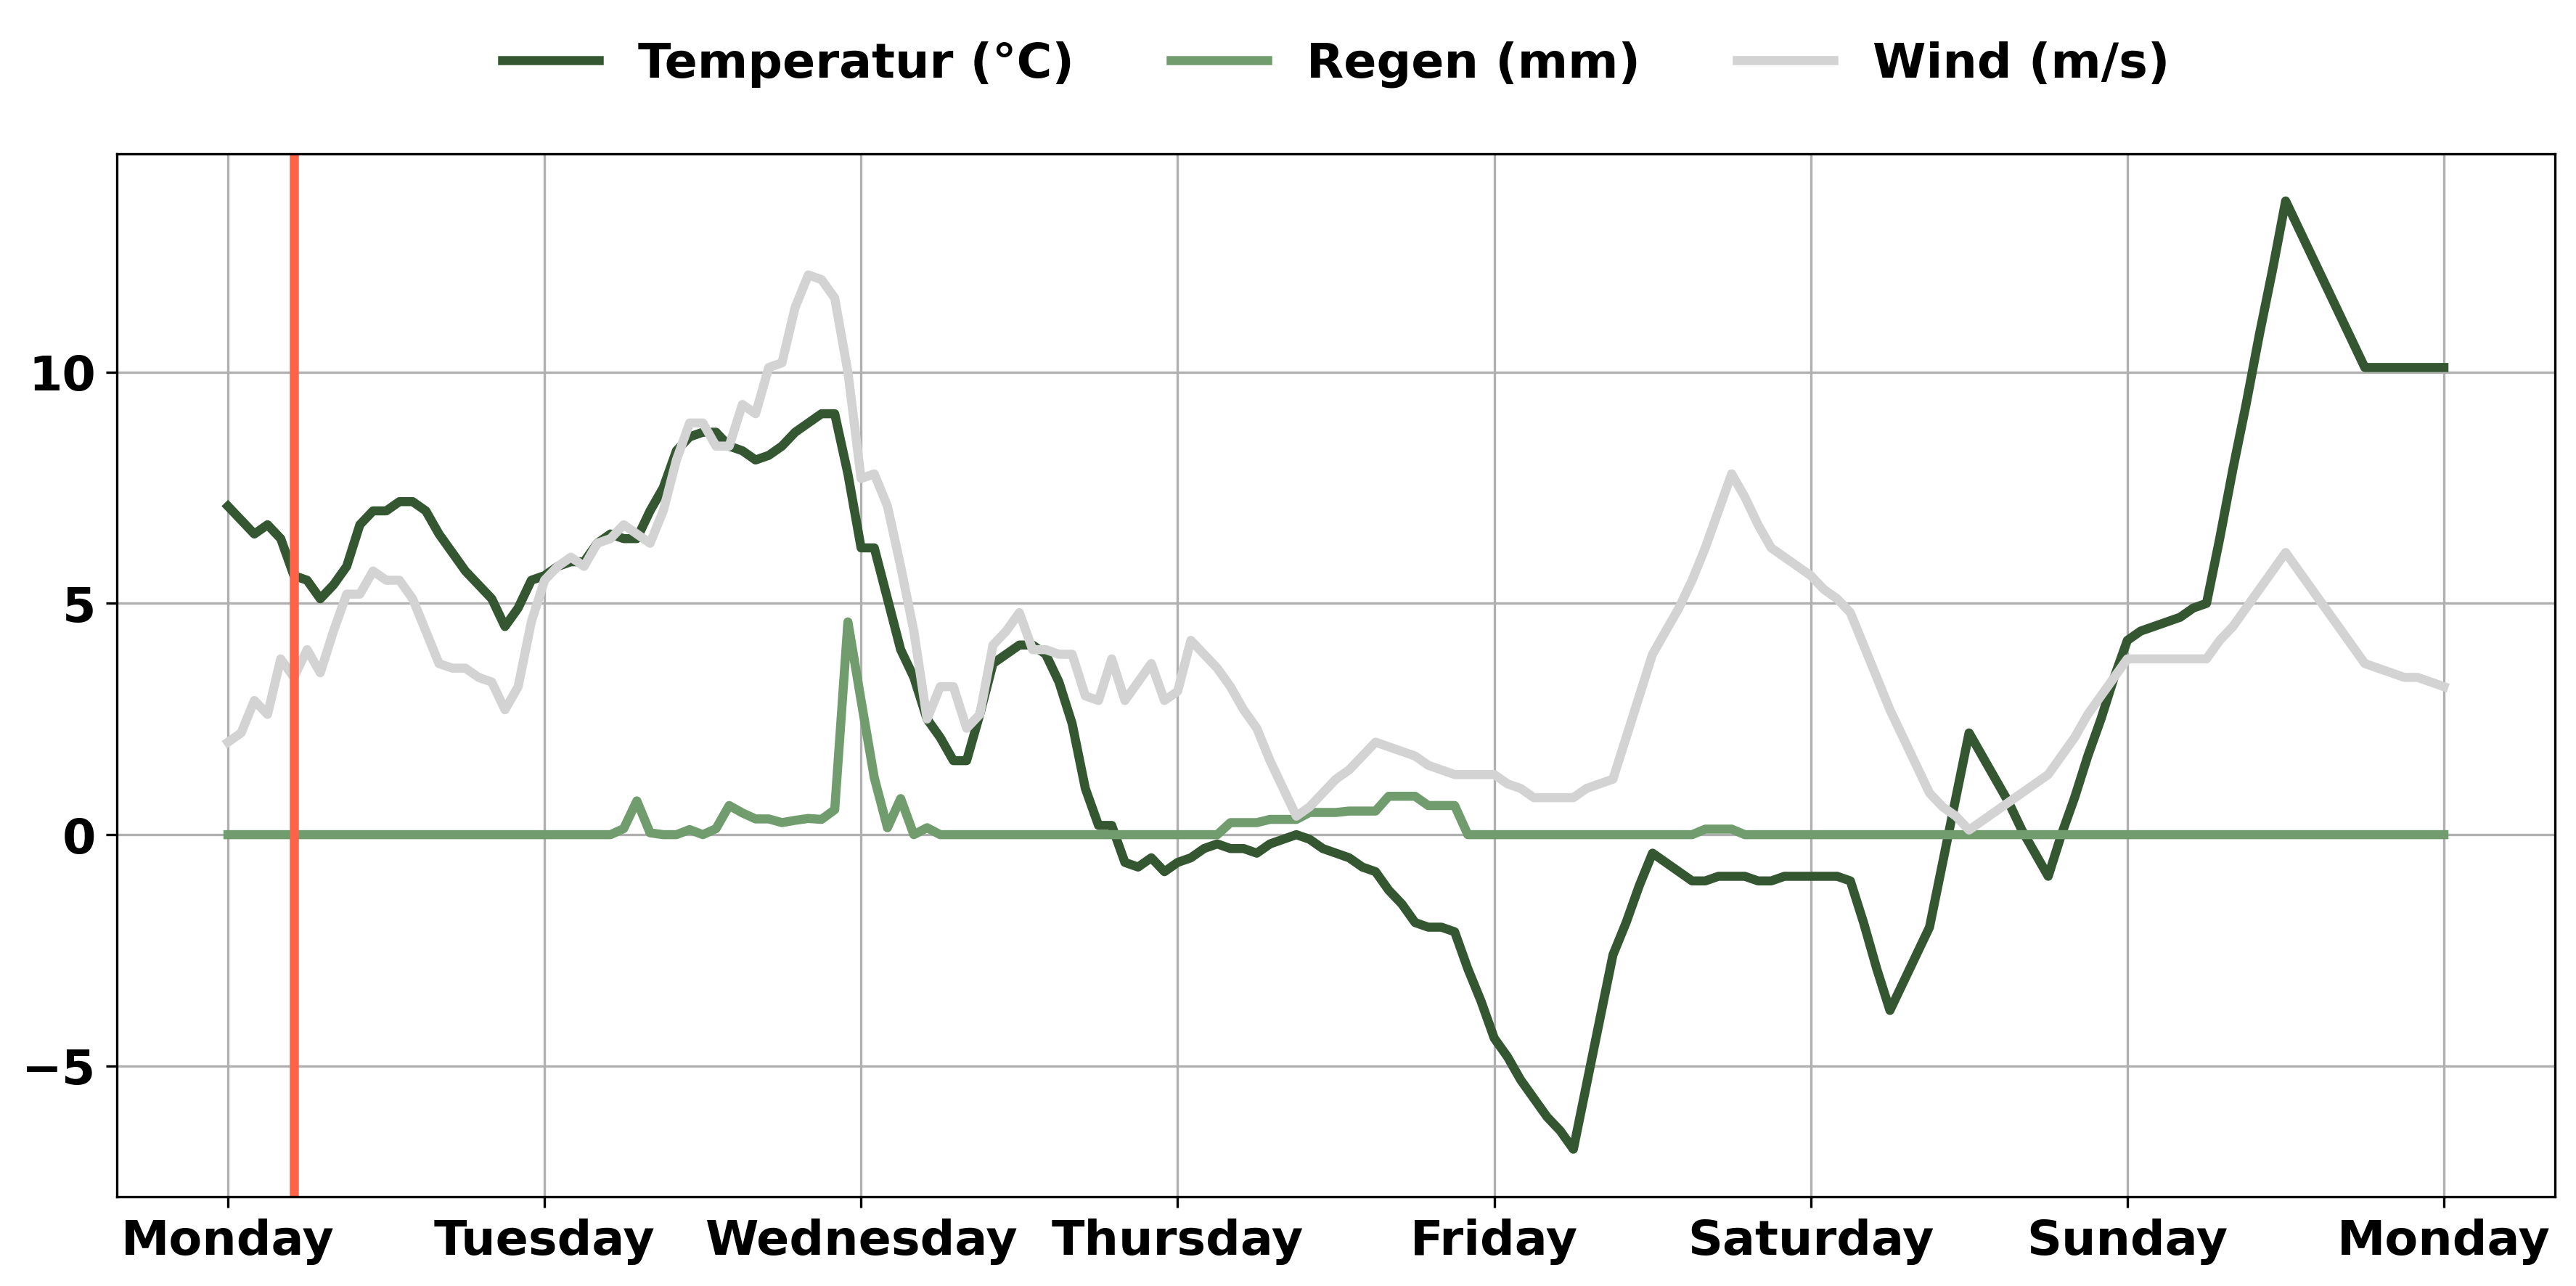 Temperatur (°C) Regen (mm) Wind (m/s)
10
5
0
−5
Monday Tuesday Wednesday Thursday Friday Saturday Sunday Monday